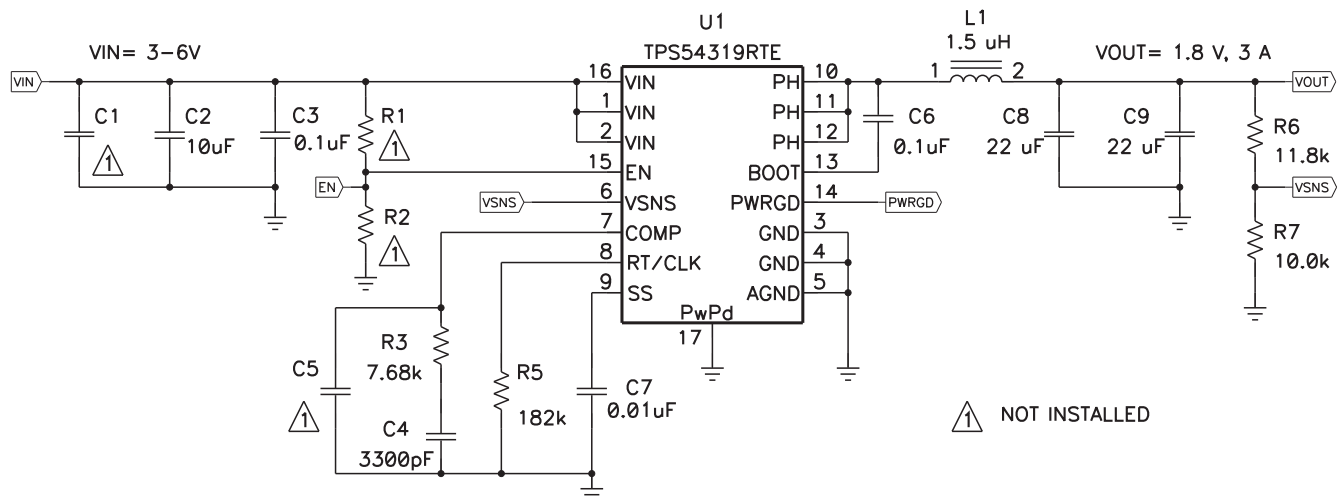 U1
TPS54319RTE
L1
1.5 uH
VIN= 3-6V
VOUT= 1.8 V, 3 A
VIN
16 VIN
1 VIN
2 VIN
15 EN
6 VSNS
7 COMP
8 RT/CLK
9 SS
PwPd
17
PH 10
PH 11
PH 12
BOOT 13
PWRGD 14
GND 3
GND 4
AGND 5
1 2
VOUT
C1
1
C2
10uF
C3
0.1uF
R1
1
EN
R2
1
VSNS
C6
0.1uF
C8
22 uF
C9
22 uF
R6
11.8k
VSNS
R7
10.0k
PWRGD
C5
1
R3
7.68k
C4
3300pF
R5
182k
C7
0.01uF
1 NOT INSTALLED